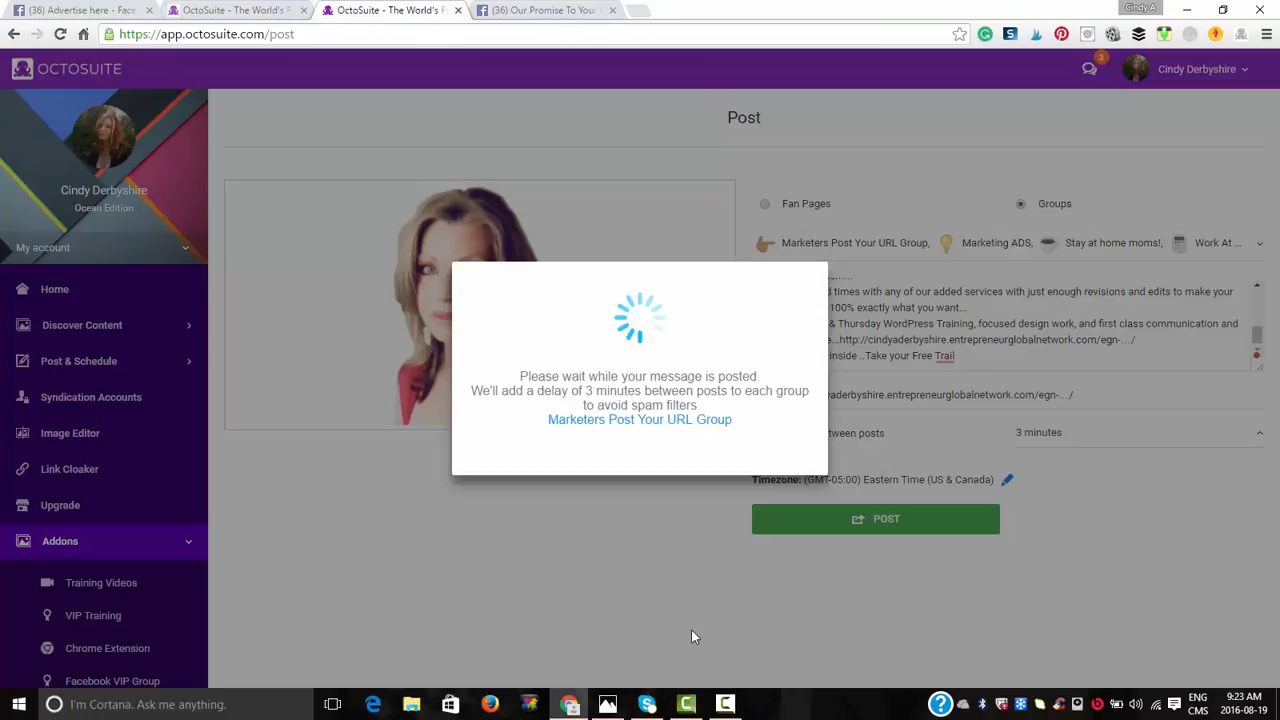 (36) Advertise here - Face
OctoSuite - The World's F
OctoSuite - The World's F
(36) Our Promise To You:
Cindy A
https://app.octosuite.com/post
OCTOSUITE
3
Cindy Derbyshire
Post
Cindy Derbyshire
Ocean Edition
My account
Home
Discover Content
Post & Schedule
Syndication Accounts
Image Editor
Link Cloaker
Upgrade
Addons
Training Videos
VIP Training
Chrome Extension
Facebook VIP Group
Fan Pages
Groups
Marketers Post Your URL Group, Marketing ADS, Stay at home moms!, Work At ...
d times with any of our added services with just enough revisions and edits to make your
100% exactly what you want...
& Thursday WordPress Training, focused design work, and first class communication and
e...http://cindyaderbyshire.entrepreneurglobalnetwork.com/egn-.../
inside ..Take your Free Trail
yaderbyshire.entrepreneurglobalnetwork.com/egn-.../
etween posts
3 minutes
Timezone: (GMT-05:00) Eastern Time (US & Canada)
POST
Please wait while your message is posted.
We'll add a delay of 3 minutes between posts to each group
to avoid spam filters
Marketers Post Your URL Group
I'm Cortana. Ask me anything.
ENG
CMS
9:23 AM
2016-08-19